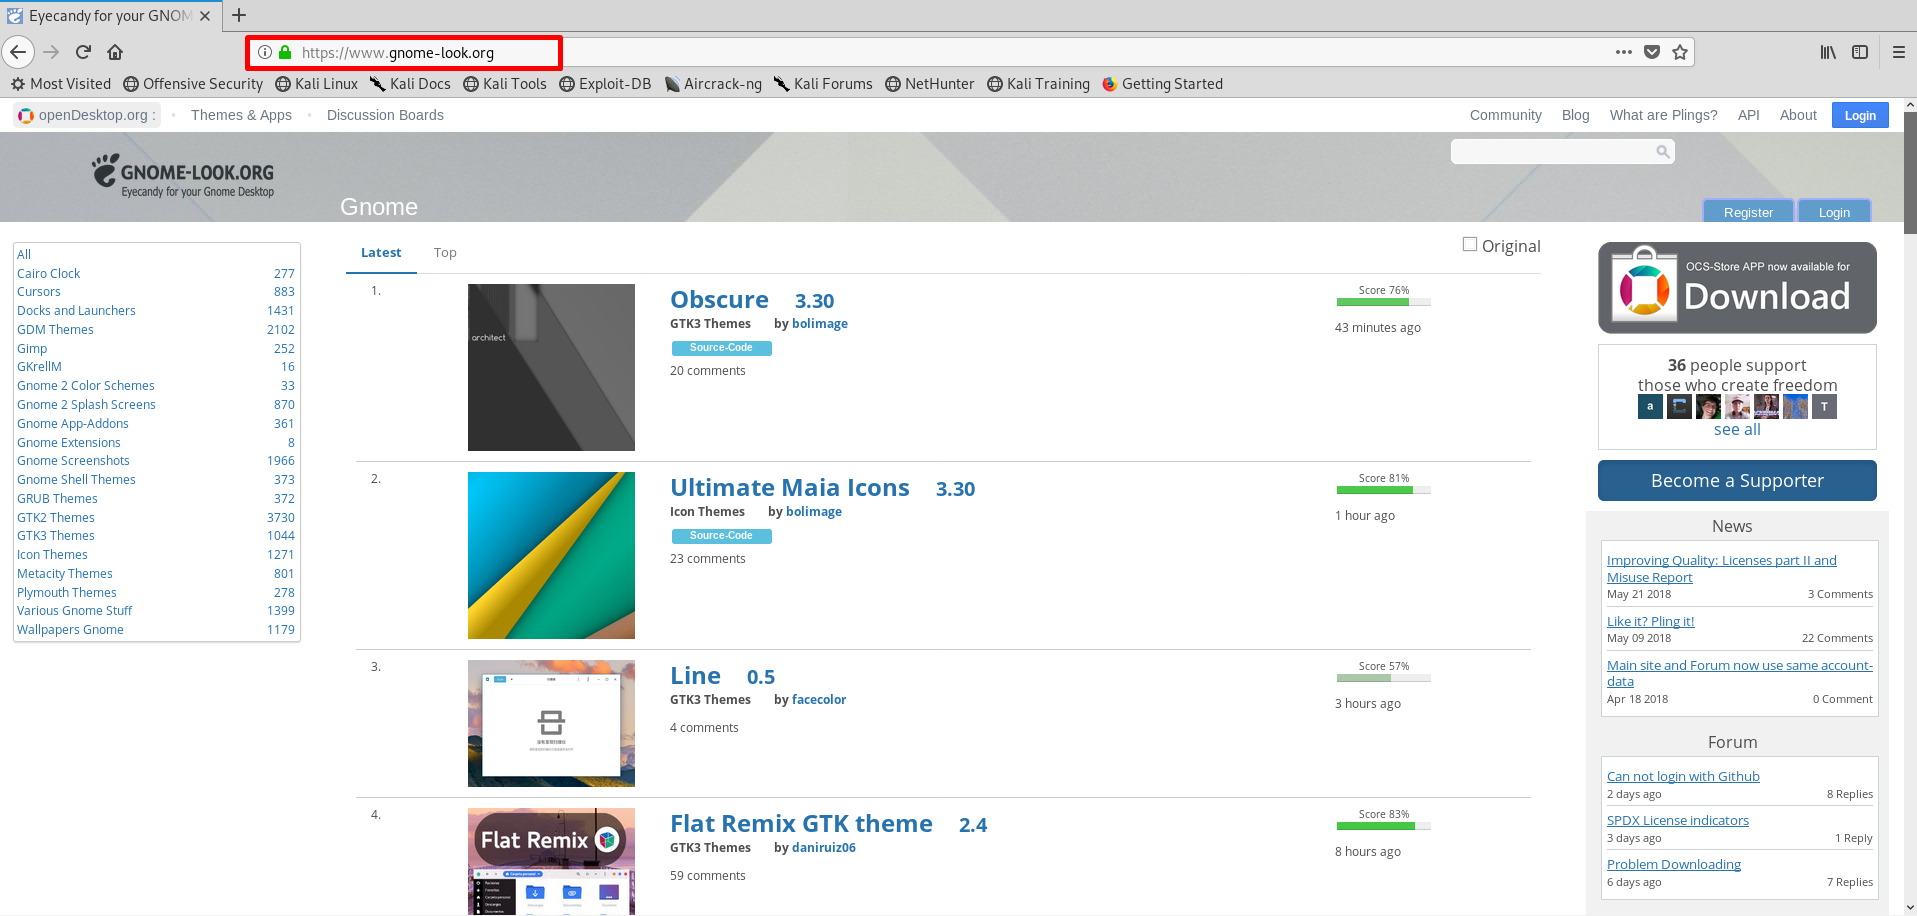 Eyecandy for your GNOM
https://www.gnome-look.org
Most Visited Offensive Security Kali Linux Kali Docs Kali Tools Exploit-DB Aircrack-ng Kali Forums NetHunter Kali Training Getting Started
openDesktop.org : Themes & Apps Discussion Boards Community Blog What are Plings? API About Login
GNOME-LOOK.ORG
Eyecandy for your Gnome Desktop
Gnome
Register Login
All
Cairo Clock 277
Cursors 883
Docks and Launchers 1431
GDM Themes 2102
Gimp 252
GKrellM 16
Gnome 2 Color Schemes 33
Gnome 2 Splash Screens 870
Gnome App-Addons 361
Gnome Extensions 8
Gnome Screenshots 1966
Gnome Shell Themes 373
GRUB Themes 372
GTK2 Themes 3730
GTK3 Themes 1044
Icon Themes 1271
Metacity Themes 801
Plymouth Themes 278
Various Gnome Stuff 1399
Wallpapers Gnome 1179
Latest Top Original
1.
architect
Obscure 3.30
GTK3 Themes by bolimage
Source-Code
20 comments
Score 76%
43 minutes ago
2.
Ultimate Maia Icons 3.30
Icon Themes by bolimage
Source-Code
23 comments
Score 81%
1 hour ago
3.
Line 0.5
GTK3 Themes by facecolor
4 comments
Score 57%
3 hours ago
4.
Flat Remix
Flat Remix GTK theme 2.4
GTK3 Themes by daniruiz06
59 comments
Score 83%
8 hours ago
OCS-Store APP now available for
Download
36 people support
those who create freedom
a T
see all
Become a Supporter
News
Improving Quality: Licenses part II and
Misuse Report
May 21 2018 3 Comments
Like it? Pling it!
May 09 2018 22 Comments
Main site and Forum now use same account-
data
Apr 18 2018 0 Comment
Forum
Can not login with Github
2 days ago 8 Replies
SPDX License indicators
3 days ago 1 Reply
Problem Downloading
6 days ago 7 Replies